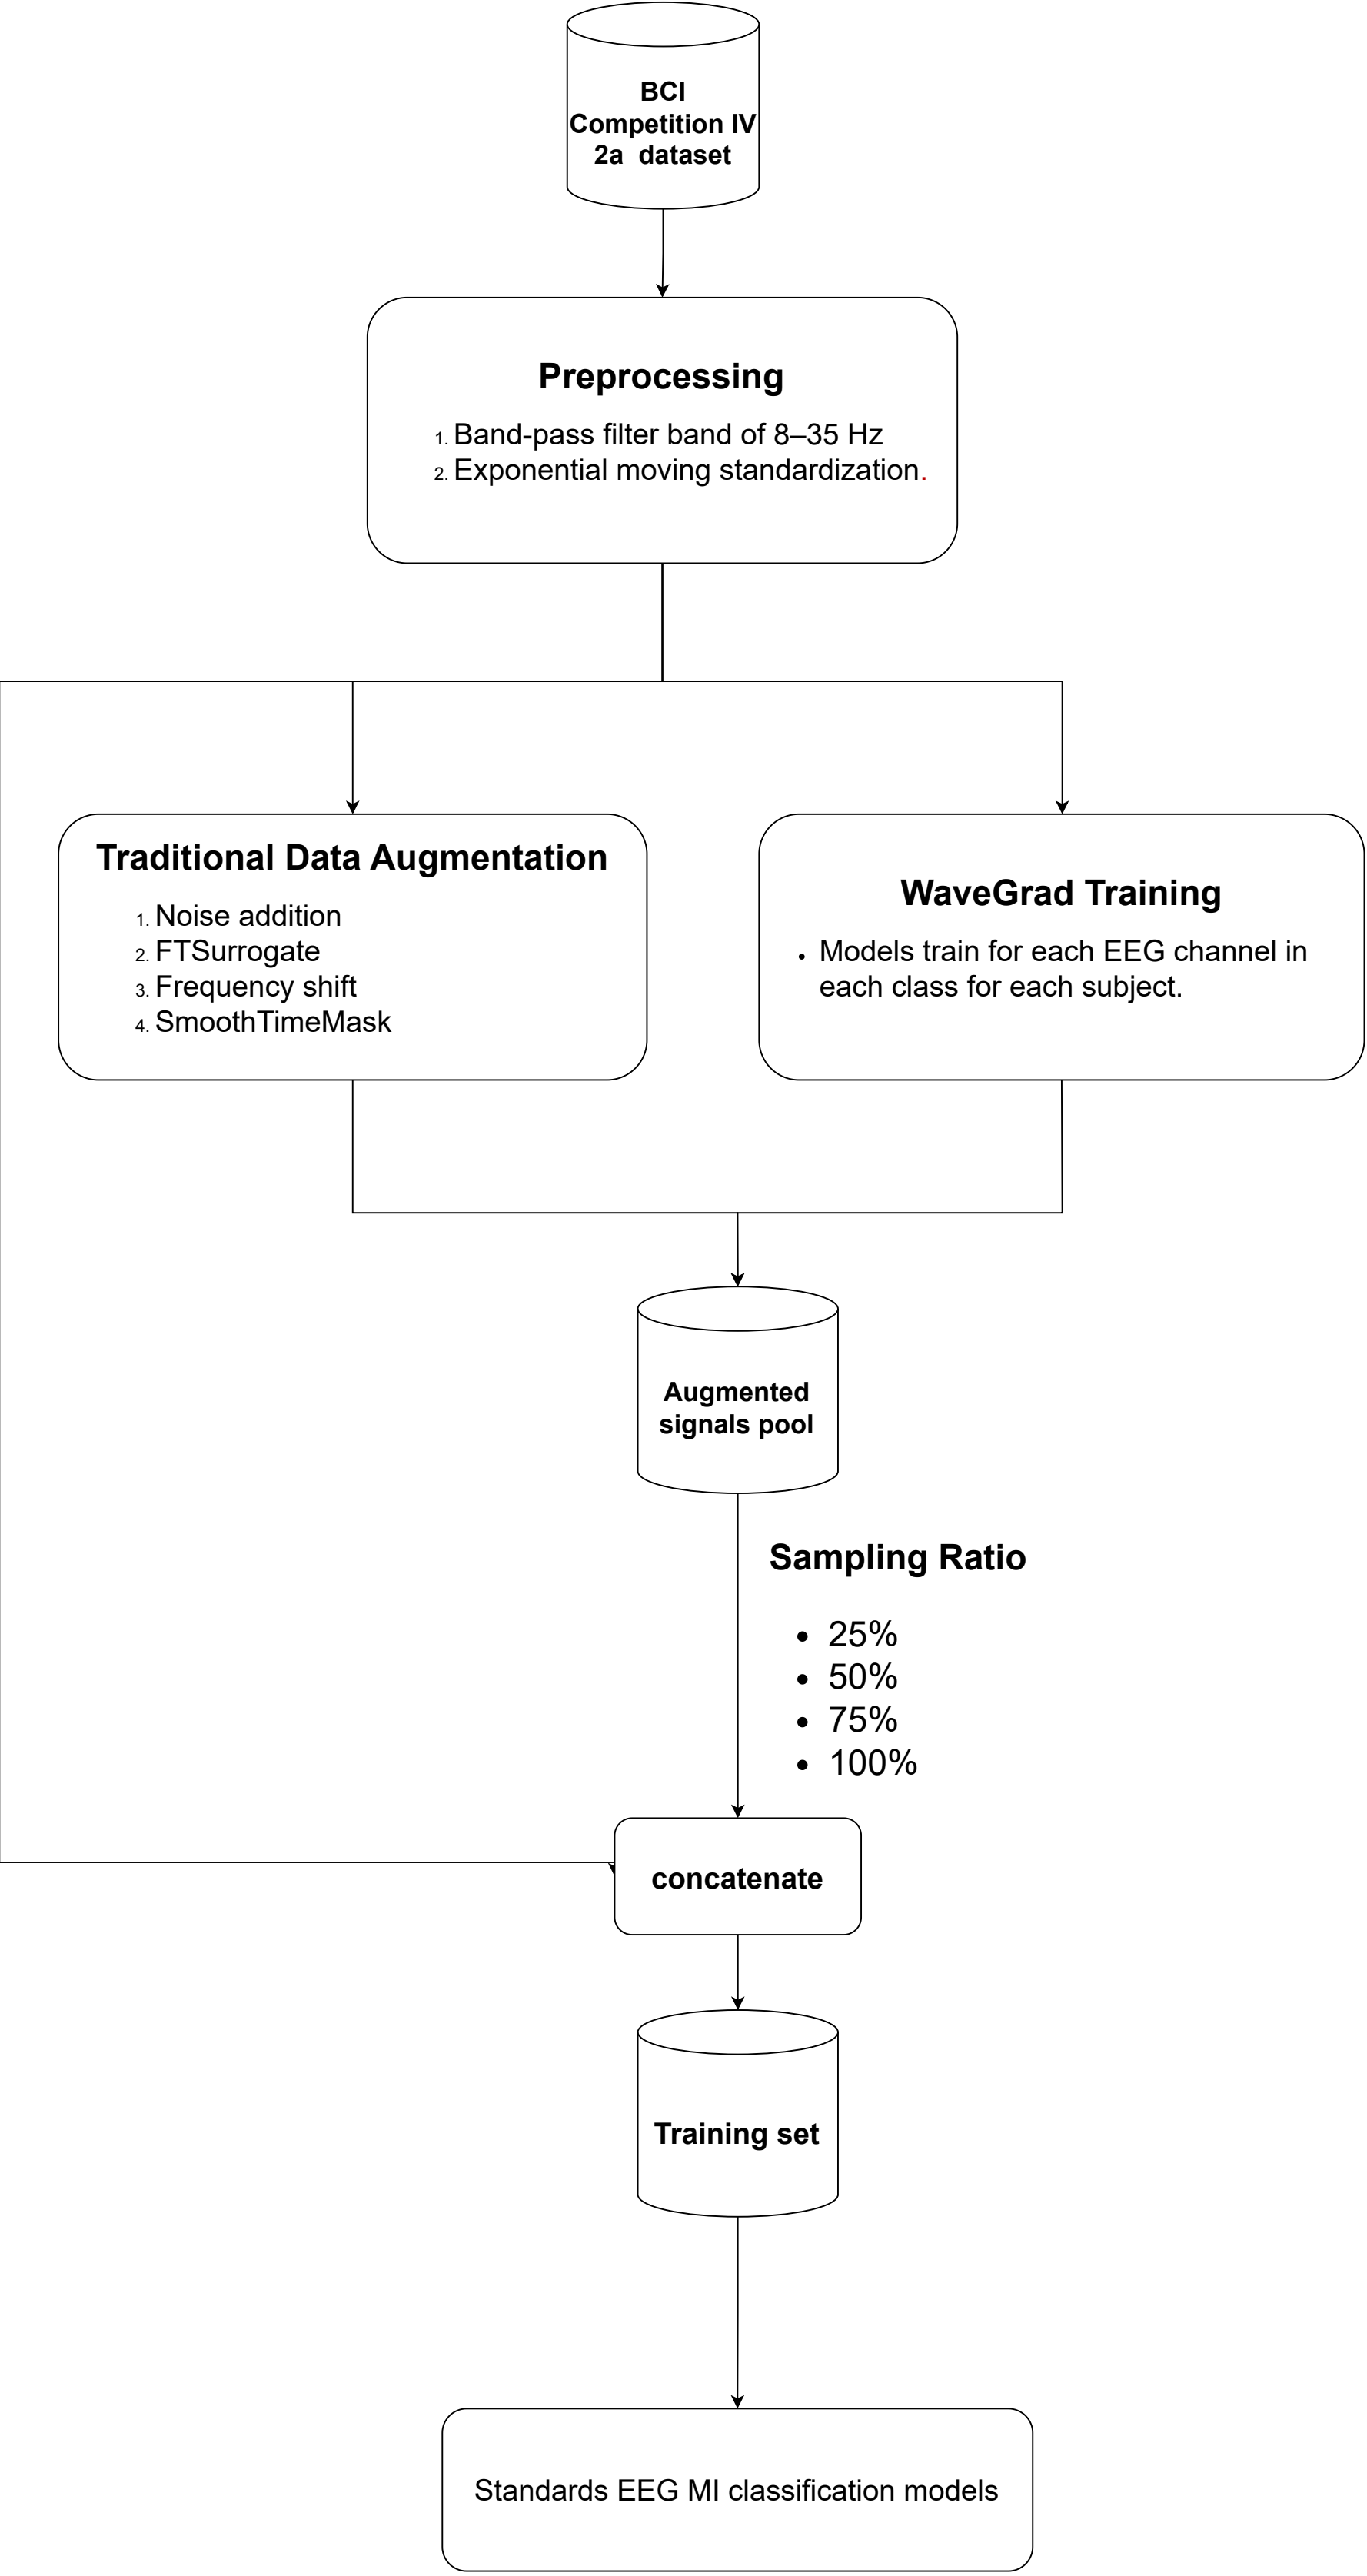 BCI
Competition IV
2a dataset
Preprocessing
1. Band-pass filter band of 8–35 Hz
2. Exponential moving standardization.
Traditional Data Augmentation
1. Noise addition
2. FTSurrogate
3. Frequency shift
4. SmoothTimeMask
WaveGrad Training
• Models train for each EEG channel in
each class for each subject.
Augmented
signals pool
Sampling Ratio
• 25%
• 50%
• 75%
• 100%
concatenate
Training set
Standards EEG MI classification models